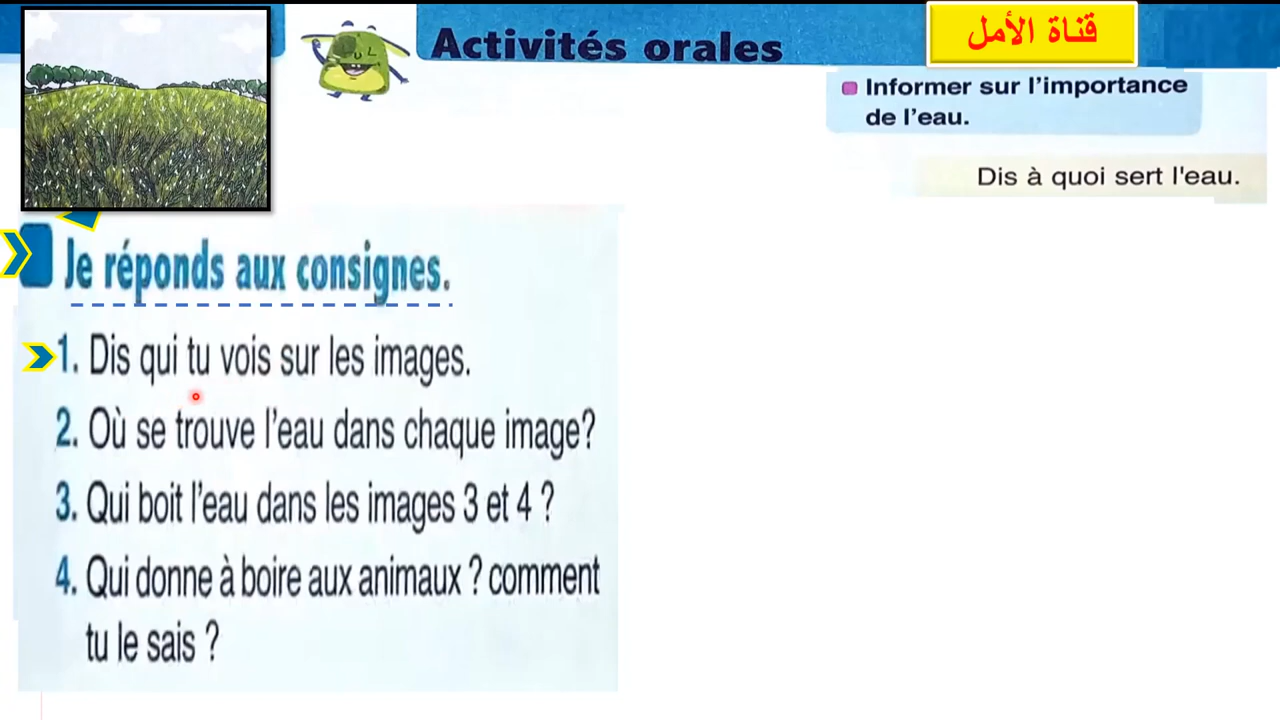 Activités orales
قناة الأمل
Informer sur l'importance
de l'eau.
Dis à quoi sert l'eau.
Je réponds aux consignes.
1. Dis qui tu vois sur les images.
2. Où se trouve l'eau dans chaque image?
3. Qui boit l'eau dans les images 3 et 4 ?
4. Qui donne à boire aux animaux ? comment
tu le sais ?